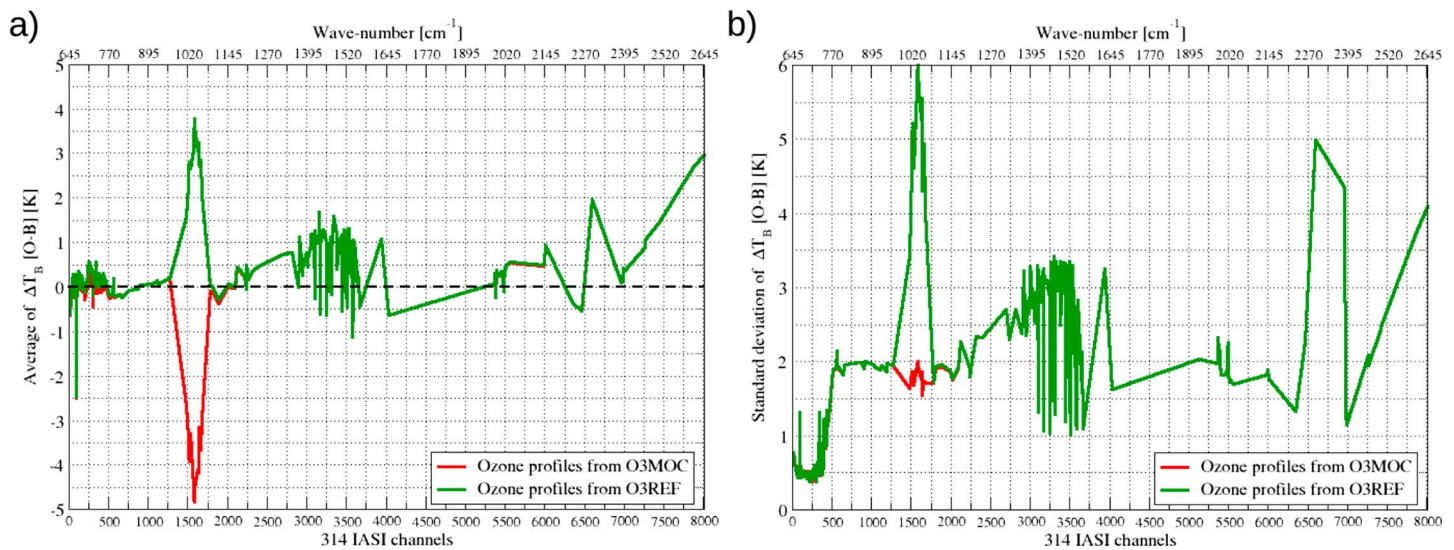 a)
Wave-number [cm⁻¹]
645 770 895 1020 1145 1270 1395 1520 1645 1770 1895 2020 2145 2270 2395 2520 2645
5
4
3
2
1
0
-1
-2
-3
-4
-5
Average of ΔT_B [O-B] [K]
Ozone profiles from O3MOC
Ozone profiles from O3REF
0 500 1000 1500 2000 2500 3000 3500 4000 4500 5000 5500 6000 6500 7000 7500 8000
314 IASI channels
b)
Wave-number [cm⁻¹]
645 770 895 1020 1145 1270 1395 1520 1645 1770 1895 2020 2145 2270 2395 2520 2645
6
5
4
3
2
1
0
Standard deviation of ΔT_B [O-B] [K]
Ozone profiles from O3MOC
Ozone profiles from O3REF
0 500 1000 1500 2000 2500 3000 3500 4000 4500 5000 5500 6000 6500 7000 7500 8000
314 IASI channels